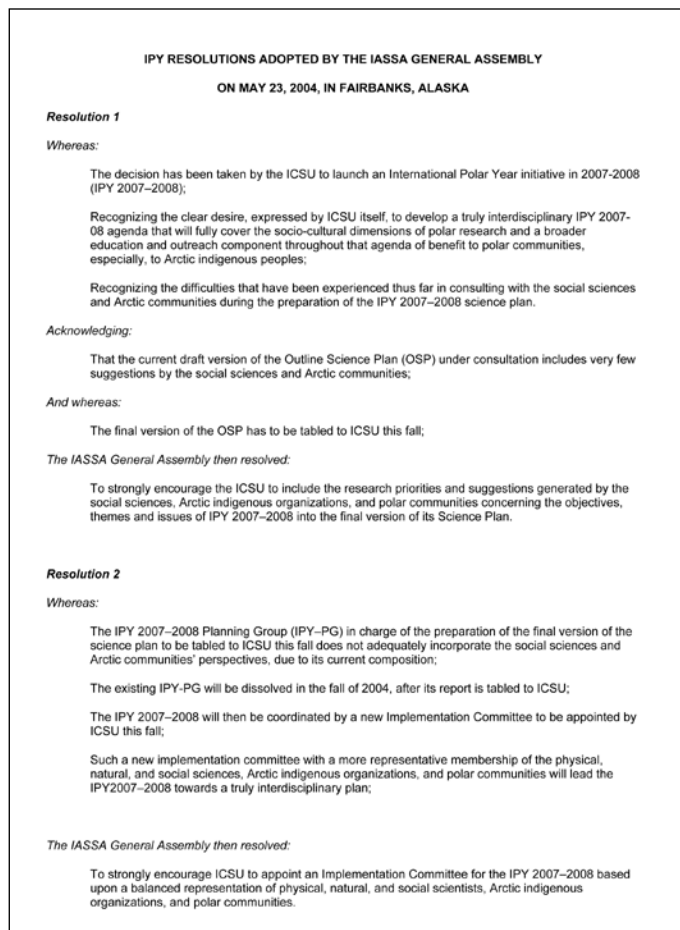 IPY RESOLUTIONS ADOPTED BY THE IASSA GENERAL ASSEMBLY
ON MAY 23, 2004, IN FAIRBANKS, ALASKA
Resolution 1
Whereas:
The decision has been taken by the ICSU to launch an International Polar Year initiative in 2007-2008
(IPY 2007–2008);
Recognizing the clear desire, expressed by ICSU itself, to develop a truly interdisciplinary IPY 2007-
08 agenda that will fully cover the socio-cultural dimensions of polar research and a broader
education and outreach component throughout that agenda of benefit to polar communities,
especially, to Arctic indigenous peoples;
Recognizing the difficulties that have been experienced thus far in consulting with the social sciences
and Arctic communities during the preparation of the IPY 2007–2008 science plan.
Acknowledging:
That the current draft version of the Outline Science Plan (OSP) under consultation includes very few
suggestions by the social sciences and Arctic communities;
And whereas:
The final version of the OSP has to be tabled to ICSU this fall;
The IASSA General Assembly then resolved:
To strongly encourage the ICSU to include the research priorities and suggestions generated by the
social sciences, Arctic indigenous organizations, and polar communities concerning the objectives,
themes and issues of IPY 2007–2008 into the final version of its Science Plan.
Resolution 2
Whereas:
The IPY 2007–2008 Planning Group (IPY–PG) in charge of the preparation of the final version of the
science plan to be tabled to ICSU this fall does not adequately incorporate the social sciences and
Arctic communities' perspectives, due to its current composition;
The existing IPY-PG will be dissolved in the fall of 2004, after its report is tabled to ICSU;
The IPY 2007–2008 will then be coordinated by a new Implementation Committee to be appointed by
ICSU this fall;
Such a new implementation committee with a more representative membership of the physical,
natural, and social sciences, Arctic indigenous organizations, and polar communities will lead the
IPY2007–2008 towards a truly interdisciplinary plan;
The IASSA General Assembly then resolved:
To strongly encourage ICSU to appoint an Implementation Committee for the IPY 2007–2008 based
upon a balanced representation of physical, natural, and social scientists, Arctic indigenous
organizations, and polar communities.